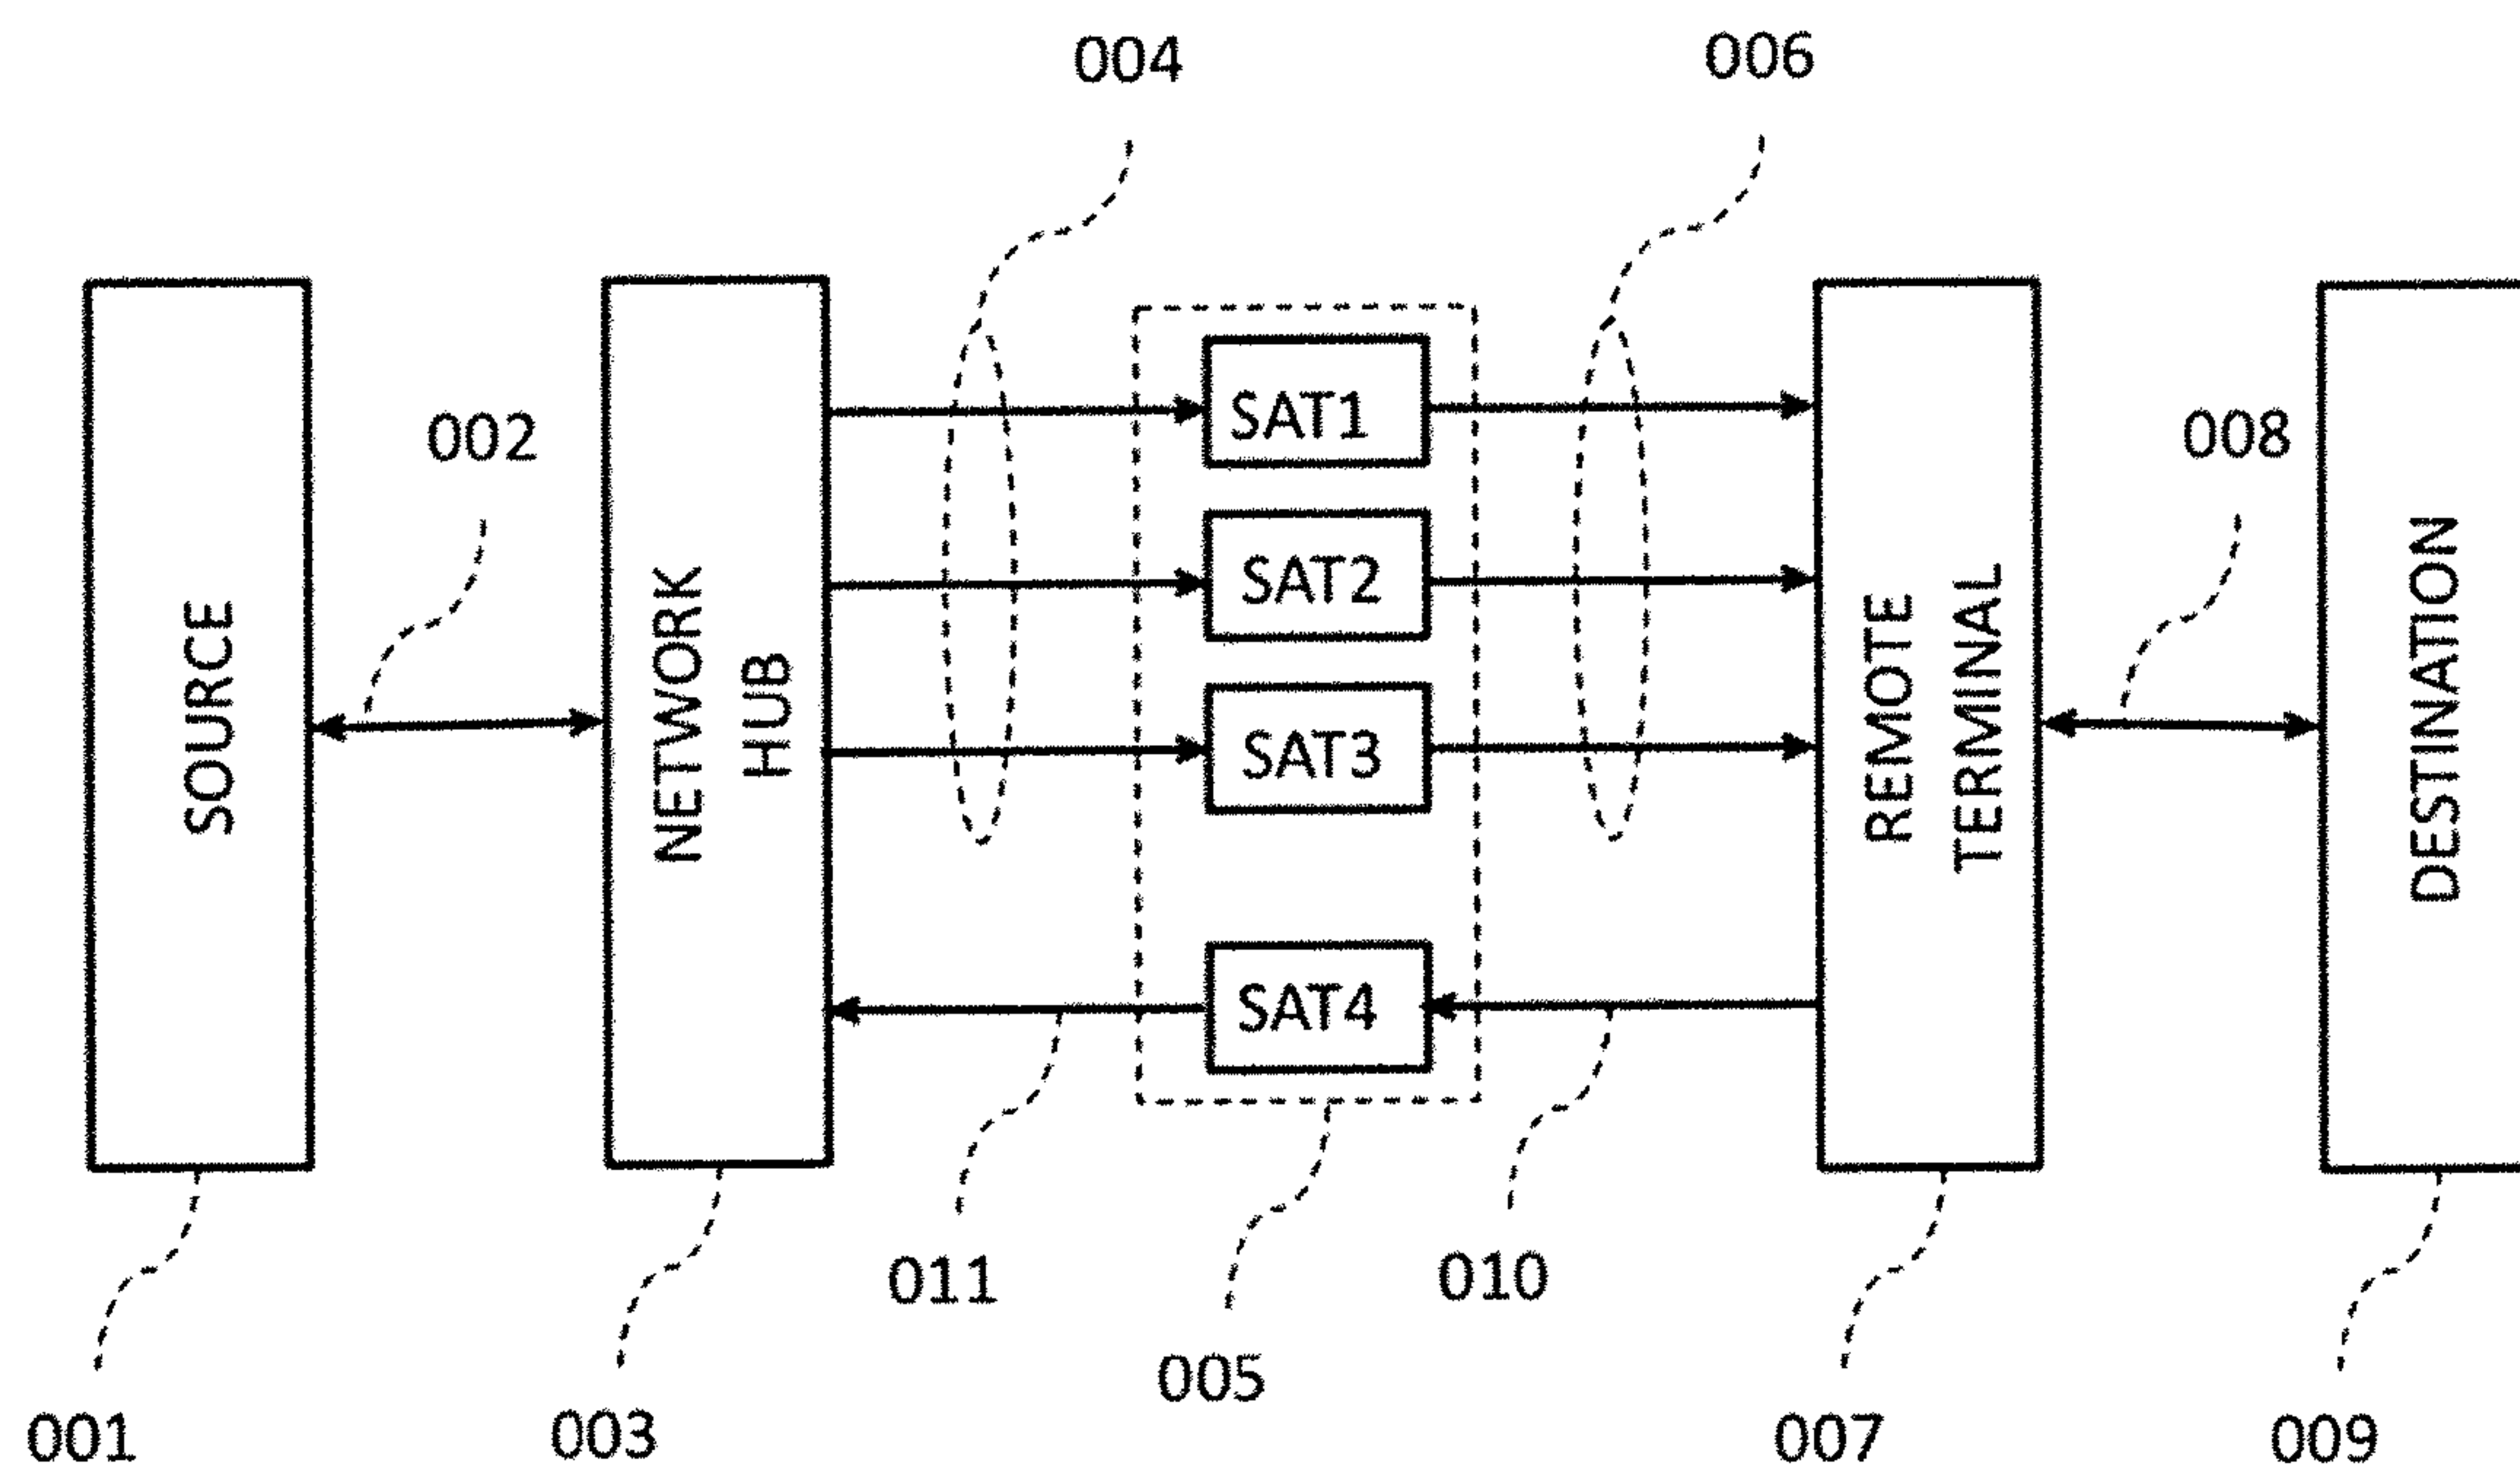 004
006
002
008
SOURCE
NETWORK
HUB
SAT1
SAT2
SAT3
SAT4
REMOTE
TERMINAL
DESTINATION
011
010
005
001
003
007
009